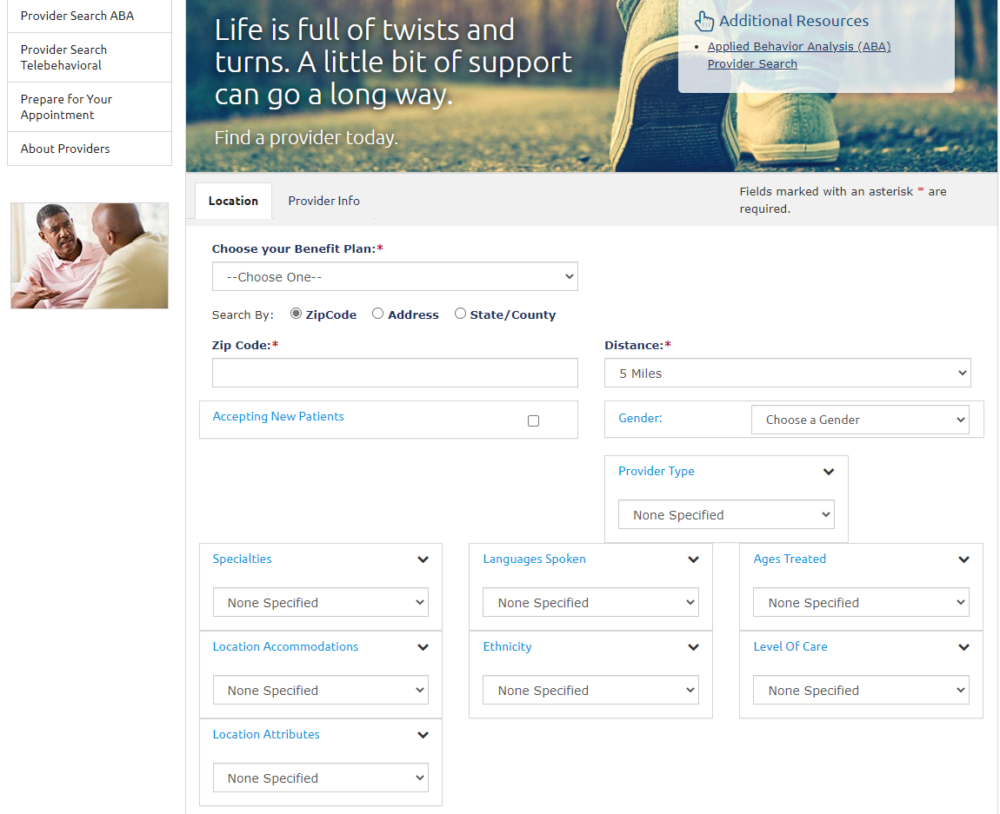 Provider Search ABA
Provider Search
Telebehavioral
Prepare for Your
Appointment
About Providers
Life is full of twists and
turns. A little bit of support
can go a long way.
Find a provider today.
Additional Resources
• Applied Behavior Analysis (ABA)
Provider Search
Location Provider Info
Fields marked with an asterisk * are
required.
Choose your Benefit Plan:*
--Choose One--
Search By: ZipCode Address State/County
Zip Code:* Distance:*
5 Miles
Accepting New Patients Gender: Choose a Gender
Provider Type
None Specified
Specialties Languages Spoken Ages Treated
None Specified None Specified None Specified
Location Accommodations Ethnicity Level Of Care
None Specified None Specified None Specified
Location Attributes
None Specified